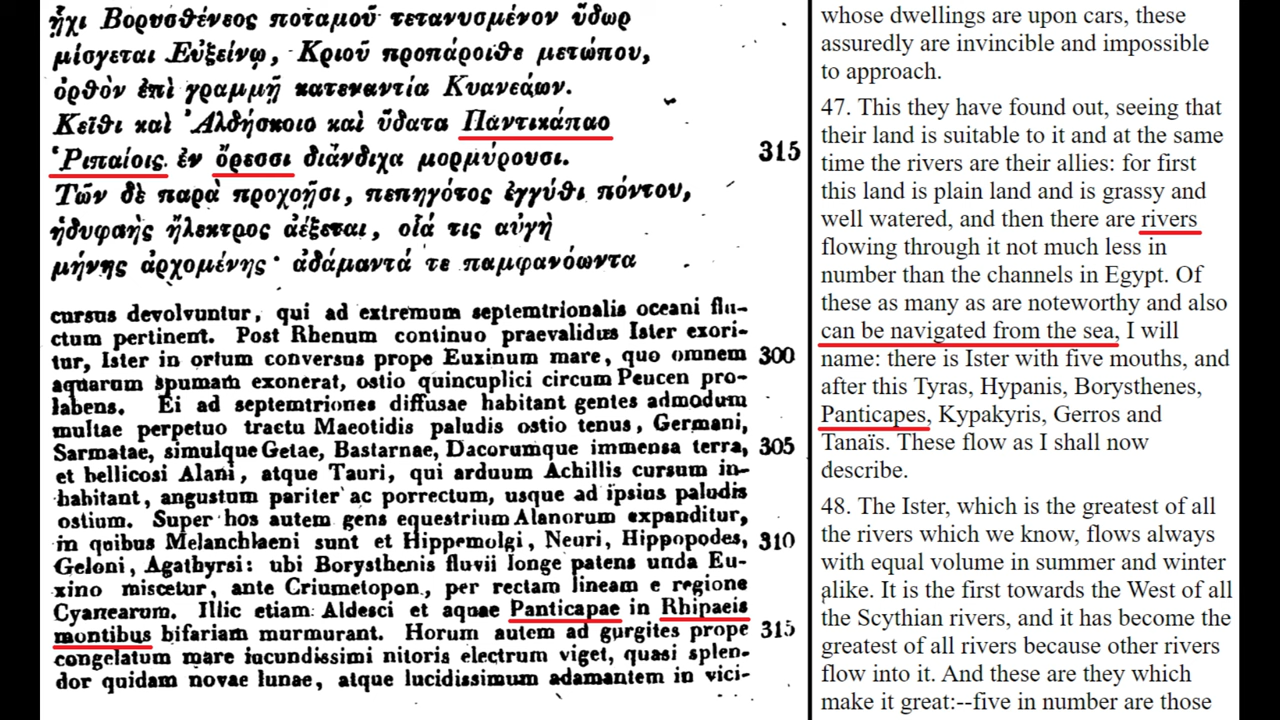 ἧχι Βορυσθένεος ποταμοῦ τετανυσμένον ὕδωρ
μίσγεται Εὐξείνῳ, Κριοῦ προπάροιθε μετώπου,
ὀρθὸν ἐπὶ γραμμῇ κατεναντία Κυανεάων.
Κεῖθι καὶ Ἀλδήσκοιο καὶ ὕδατα Παντικάπαο
Ῥιπαίοις ἐν ὄρεσσι διάνδιχα μορμύρουσι. 315
Τῶν δὲ παρὰ προχοῇσι, πεπηγότος ἐγγύθι πόντου,
ἡδυφαὴς ἤλεκτρος ἀέξεται, οἷά τις αὐγὴ
μήνης ἀρχομένης· ἀδάμαντά τε παμφανόωντα
cursus devolvuntur, qui ad extremum septemtrionalis oceani flu-
ctum pertinent. Post Rhenum continuo praevalidus Ister exori-
tur, Ister in ortum conversus prope Euxinum mare, quo omnem 300
aquarum spumam exonerat, ostio quincuplici circum Peucen pro-
labens. Ei ad septemtriones diffusae habitant gentes admodum
multae perpetuo tractu Maeotidis paludis ostio tenus, Germani,
Sarmatae, simulque Getae, Bastarnae, Dacorumque immensa terra, 305
et bellicosi Alani, atque Tauri, qui arduum Achillis cursum in-
habitant, angustum pariter ac porrectum, usque ad ipsius paludis
ostium. Super hos autem gens equestrium Alanorum expanditur,
in quibus Melanchlaeni sunt et Hippemolgi, Neuri, Hippopodes, 310
Geloni, Agathyrsi: ubi Borysthenis fluvii longe patens unda Eu-
xino miscetur, ante Criumetopon, per rectam lineam e regione
Cyanearum. Illic etiam Aldesci et aquae Panticapae in Rhipaeis
montibus bifariam murmurant. Horum autem ad gurgites prope 315
congelatum mare iucundissimi nitoris electrum viget, quasi splen-
dor quidam novae lunae, atque lucidissimum adamantem in vici-
whose dwellings are upon cars, these
assuredly are invincible and impossible
to approach.
47. This they have found out, seeing that
their land is suitable to it and at the same
time the rivers are their allies: for first
this land is plain land and is grassy and
well watered, and then there are rivers
flowing through it not much less in
number than the channels in Egypt. Of
these as many as are noteworthy and also
can be navigated from the sea, I will
name: there is Ister with five mouths, and
after this Tyras, Hypanis, Borysthenes,
Panticapes, Kypakyris, Gerros and
Tanaïs. These flow as I shall now
describe.
48. The Ister, which is the greatest of all
the rivers which we know, flows always
with equal volume in summer and winter
alike. It is the first towards the West of all
the Scythian rivers, and it has become the
greatest of all rivers because other rivers
flow into it. And these are they which
make it great:--five in number are those